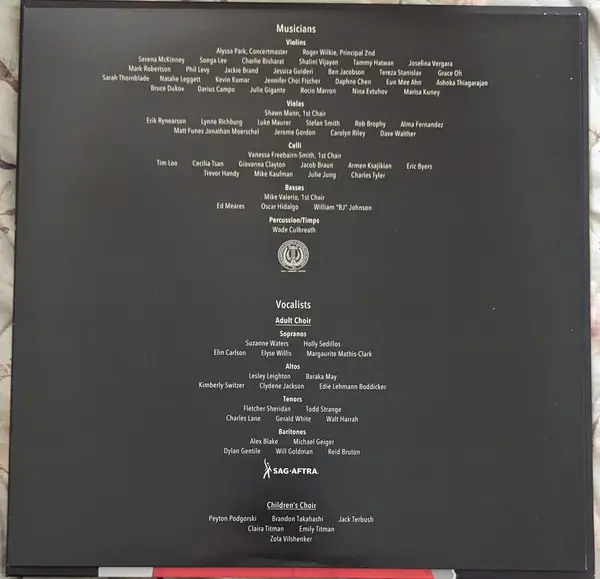 Musicians
Violins
Alyssa Park, Concertmaster Roger Wilkie, Principal 2nd
Serena McKinney Songa Lee Charlie Bisharat Shalini Vijayan Tammy Hatwan Josefina Vergara
Mark Robertson Phil Levy Jackie Brand Jessica Guideri Ben Jacobson Tereza Stanislav Grace Oh
Sarah Thornblade Natalie Leggett Kevin Kumar Jennifer Choi Fischer Daphne Chen Eun Mee Ahn Ashoka Thiagarajan
Bruce Dukov Darius Campo Julie Gigante Rocio Marron Nina Evtuhov Marisa Kuney
Violas
Shawn Mann, 1st Chair
Erik Rynearson Lynne Richburg Luke Maurer Stefan Smith Rob Brophy Alma Fernandez
Matt Funes Jonathan Moerschel Jerome Gordon Carolyn Riley Dave Walther
Celli
Vanessa Freebairn-Smith, 1st Chair
Tim Loo Cecilia Tsan Giovanna Clayton Jacob Braun Armen Ksajikian Eric Byers
Trevor Handy Mike Kaufman Julie Jung Charles Tyler
Basses
Mike Valerio, 1st Chair
Ed Meares Oscar Hidalgo William "BJ" Johnson
Percussion/Timps
Wade Culbreath
Vocalists
Adult Choir
Sopranos
Suzanne Waters Holly Sedillos
Elin Carlson Elyse Willis Margaurite Mathis-Clark
Altos
Lesley Leighton Baraka May
Kimberly Switzer Clydene Jackson Edie Lehmann Boddicker
Tenors
Fletcher Sheridan Todd Strange
Charles Lane Gerald White Walt Harrah
Baritones
Alex Blake Michael Geiger
Dylan Gentile Will Goldman Reid Bruton
SAG-AFTRA
Children's Choir
Peyton Podgorski Brandon Takahashi Jack Terbush
Claira Titman Emily Titman
Zola Vilshenker